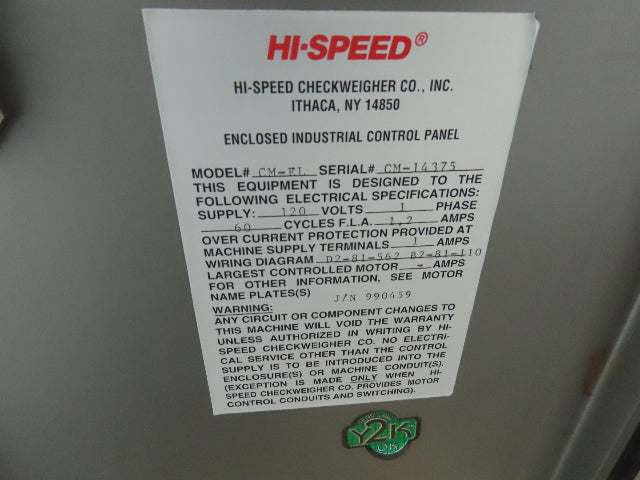 HI-SPEED®
HI-SPEED CHECKWEIGHER CO., INC.
ITHACA, NY 14850
ENCLOSED INDUSTRIAL CONTROL PANEL
MODEL# CM-FL SERIAL# CM-14375
THIS EQUIPMENT IS DESIGNED TO THE
FOLLOWING ELECTRICAL SPECIFICATIONS:
SUPPLY: 120 VOLTS 1 PHASE
60 CYCLES F.L.A. 1.2 AMPS
OVER CURRENT PROTECTION PROVIDED AT
MACHINE SUPPLY TERMINALS 1 AMPS
WIRING DIAGRAM D2-81-562 B2-81-110
LARGEST CONTROLLED MOTOR - AMPS
FOR OTHER INFORMATION, SEE MOTOR
NAME PLATES(S) J/N 990459
WARNING:
ANY CIRCUIT OR COMPONENT CHANGES TO
THIS MACHINE WILL VOID THE WARRANTY
UNLESS AUTHORIZED IN WRITING BY HI-
SPEED CHECKWEIGHER CO. NO ELECTRI-
CAL SERVICE OTHER THAN THE CONTROL
SUPPLY IS TO BE INTRODUCED INTO THE
ENCLOSURE(S) OR MACHINE CONDUIT(S).
(EXCEPTION IS MADE ONLY WHEN HI-
SPEED CHECKWEIGHER CO. PROVIDES MOTOR
CONTROL CONDUITS AND SWITCHING).
Y2K
OK